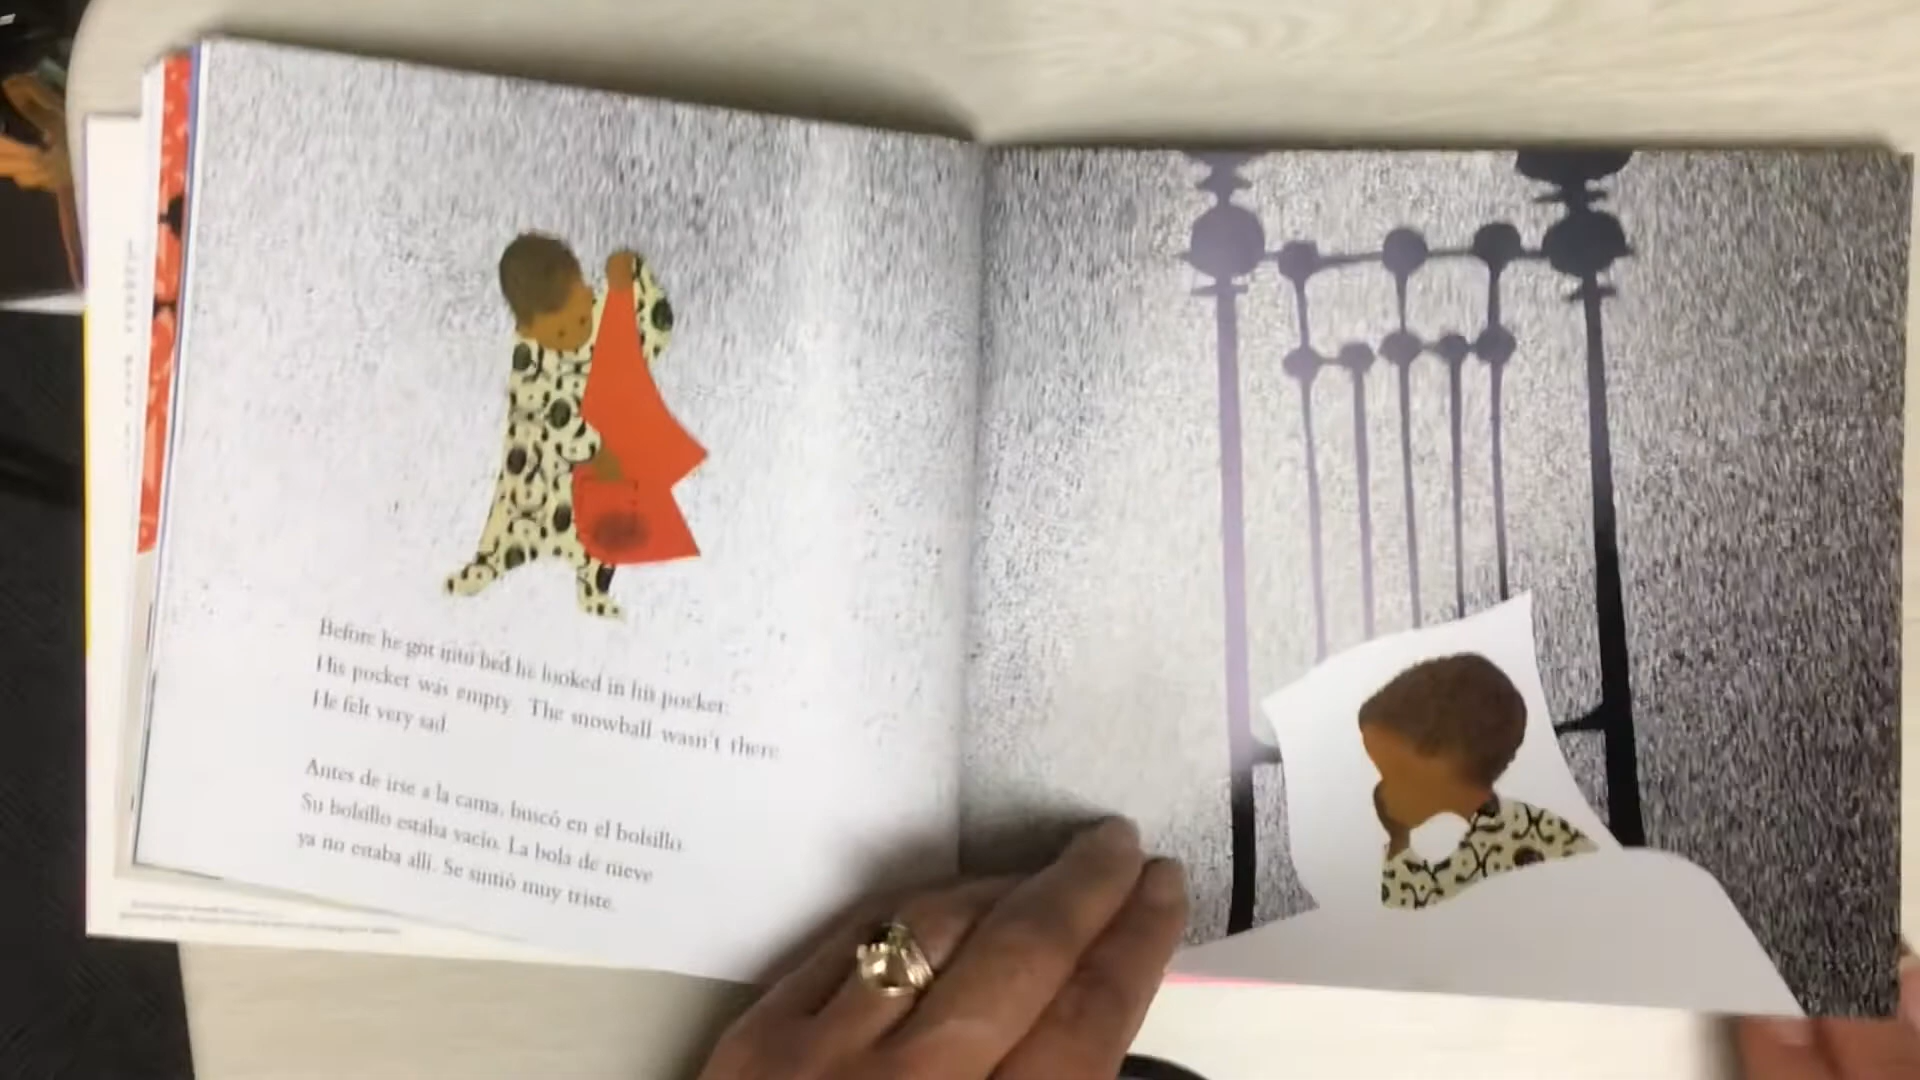 Before he got into bed he looked in his pocket.
His pocket was empty. The snowball wasn't there.
He felt very sad.
Antes de irse a la cama, buscó en el bolsillo.
Su bolsillo estaba vacío. La bola de nieve
ya no estaba allí. Se sintió muy triste.